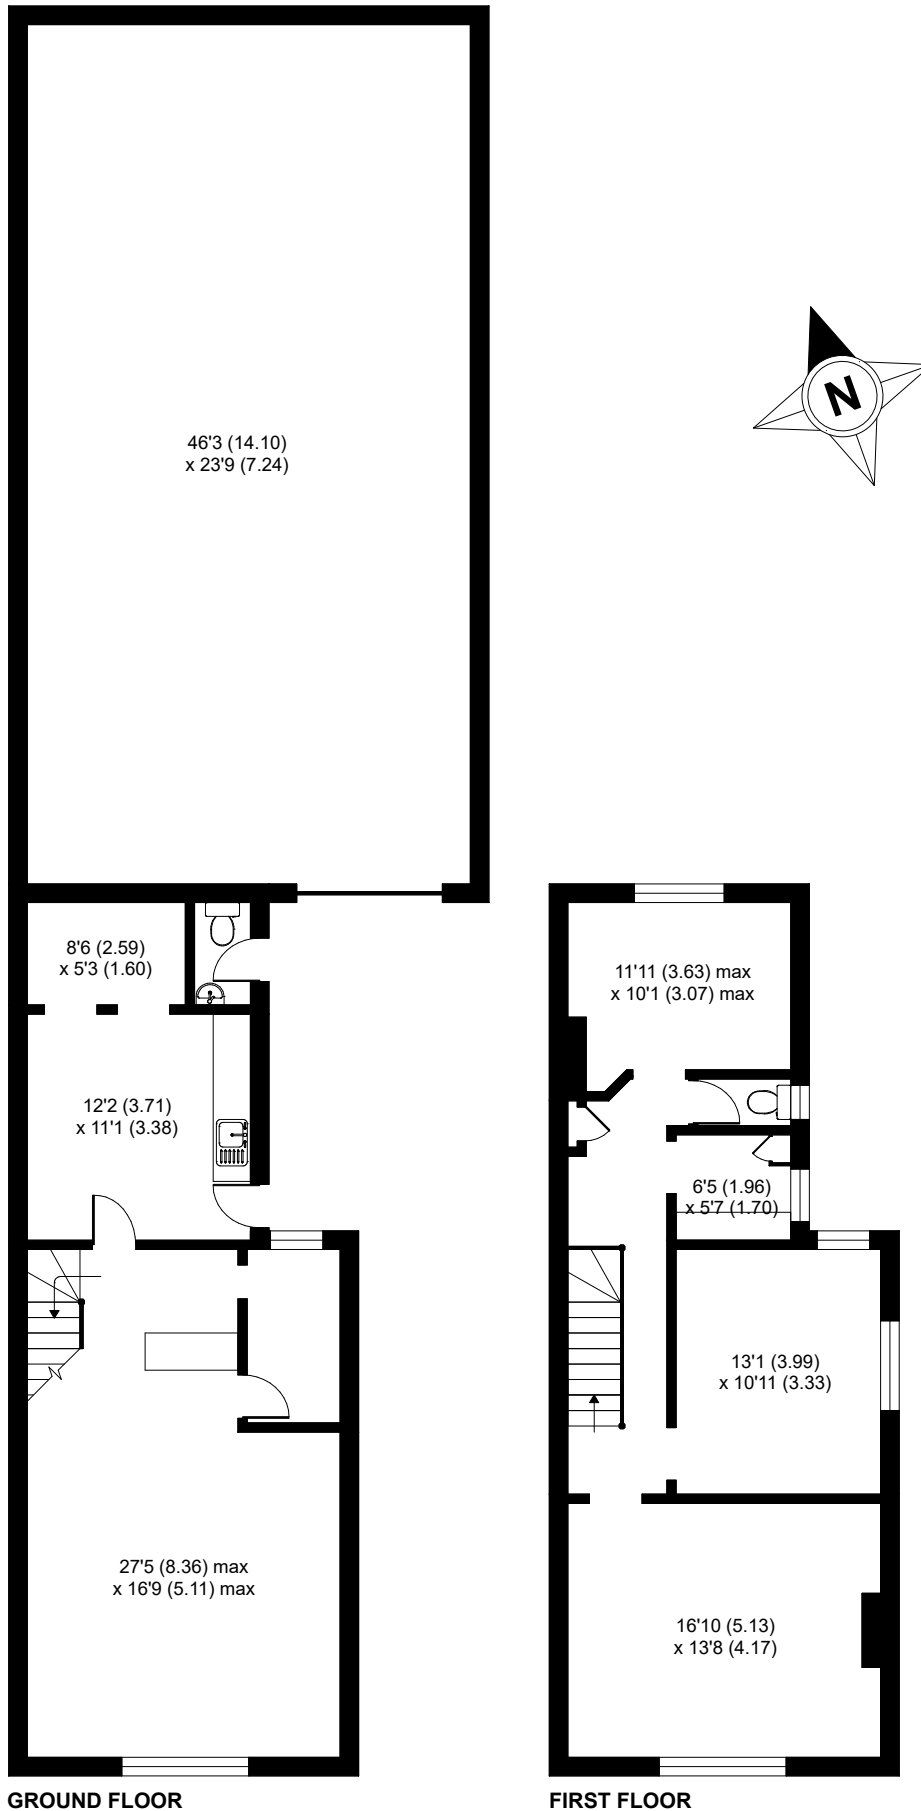 46'3 (14.10)
x 23'9 (7.24)
N
8'6 (2.59)
x 5'3 (1.60)
11'11 (3.63) max
x 10'1 (3.07) max
12'2 (3.71)
x 11'1 (3.38)
6'5 (1.96)
x 5'7 (1.70)
13'1 (3.99)
x 10'11 (3.33)
27'5 (8.36) max
x 16'9 (5.11) max
16'10 (5.13)
x 13'8 (4.17)
GROUND FLOOR
FIRST FLOOR